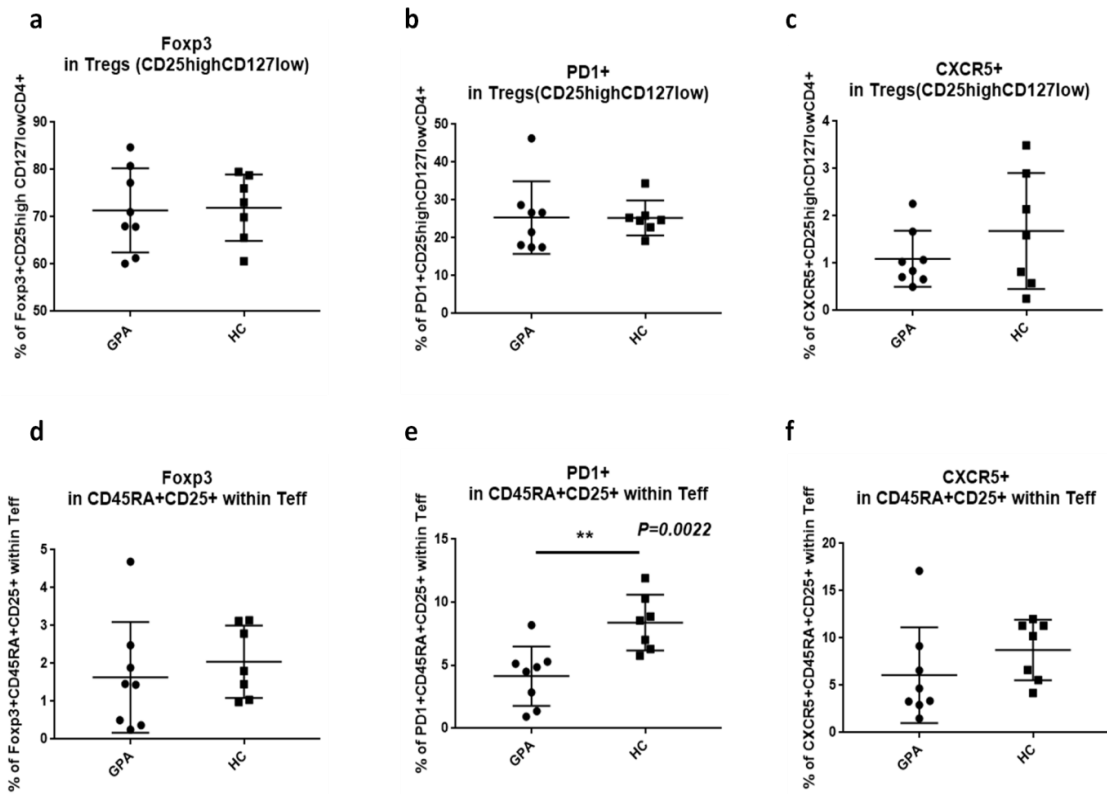 a
Foxp3
in Tregs (CD25highCD127low)
% of Foxp3+CD25high CD127lowCD4+
90
80
70
60
50
GPA
HC
b
PD1+
in Tregs(CD25highCD127low)
% of PD1+CD25highCD127lowCD4+
50
40
30
20
10
0
GPA
HC
c
CXCR5+
in Tregs(CD25highCD127low)
% of CXCR5+CD25highCD127lowCD4+
4
3
2
1
0
GPA
HC
d
Foxp3
in CD45RA+CD25+ within Teff
% of Foxp3+CD45RA+CD25+ within Teff
5
4
3
2
1
0
GPA
HC
e
PD1+
in CD45RA+CD25+ within Teff
% of PD1+CD45RA+CD25+ within Teff
P=0.0022
**
15
10
5
0
GPA
HC
f
CXCR5+
in CD45RA+CD25+ within Teff
% of CXCR5+CD45RA+CD25+ within Teff
20
15
10
5
0
GPA
HC